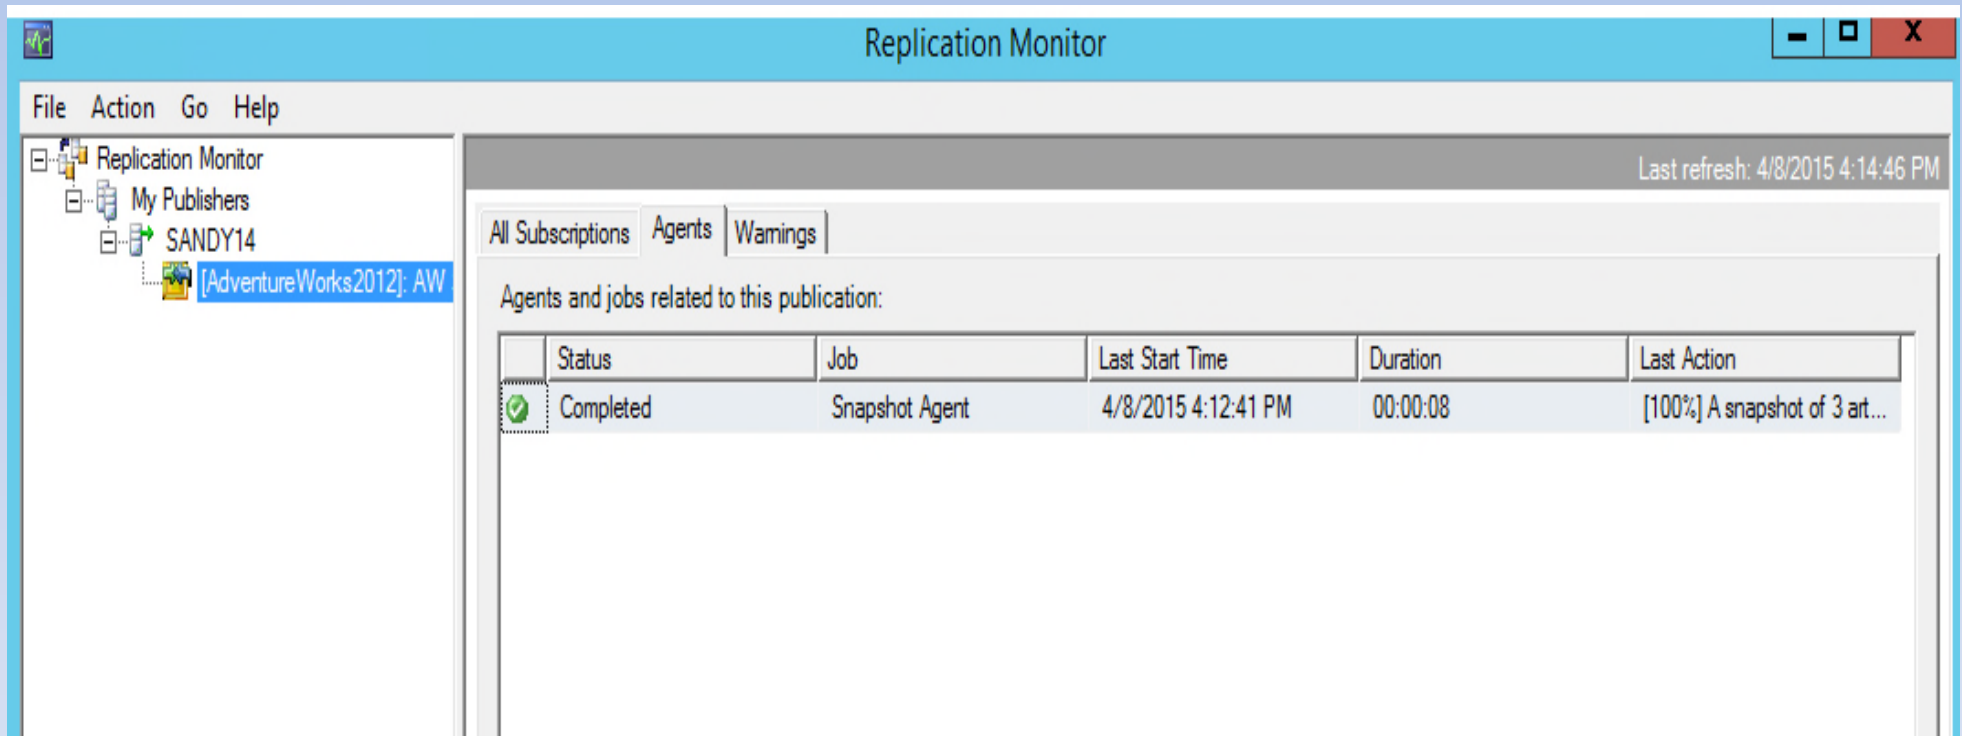 Replication Monitor
File Action Go Help
Replication Monitor
My Publishers
SANDY14
[AdventureWorks2012]: AW
Last refresh: 4/8/2015 4:14:46 PM
All Subscriptions Agents Warnings
Agents and jobs related to this publication:
Status Job Last Start Time Duration Last Action
Completed Snapshot Agent 4/8/2015 4:12:41 PM 00:00:08 [100%] A snapshot of 3 art...